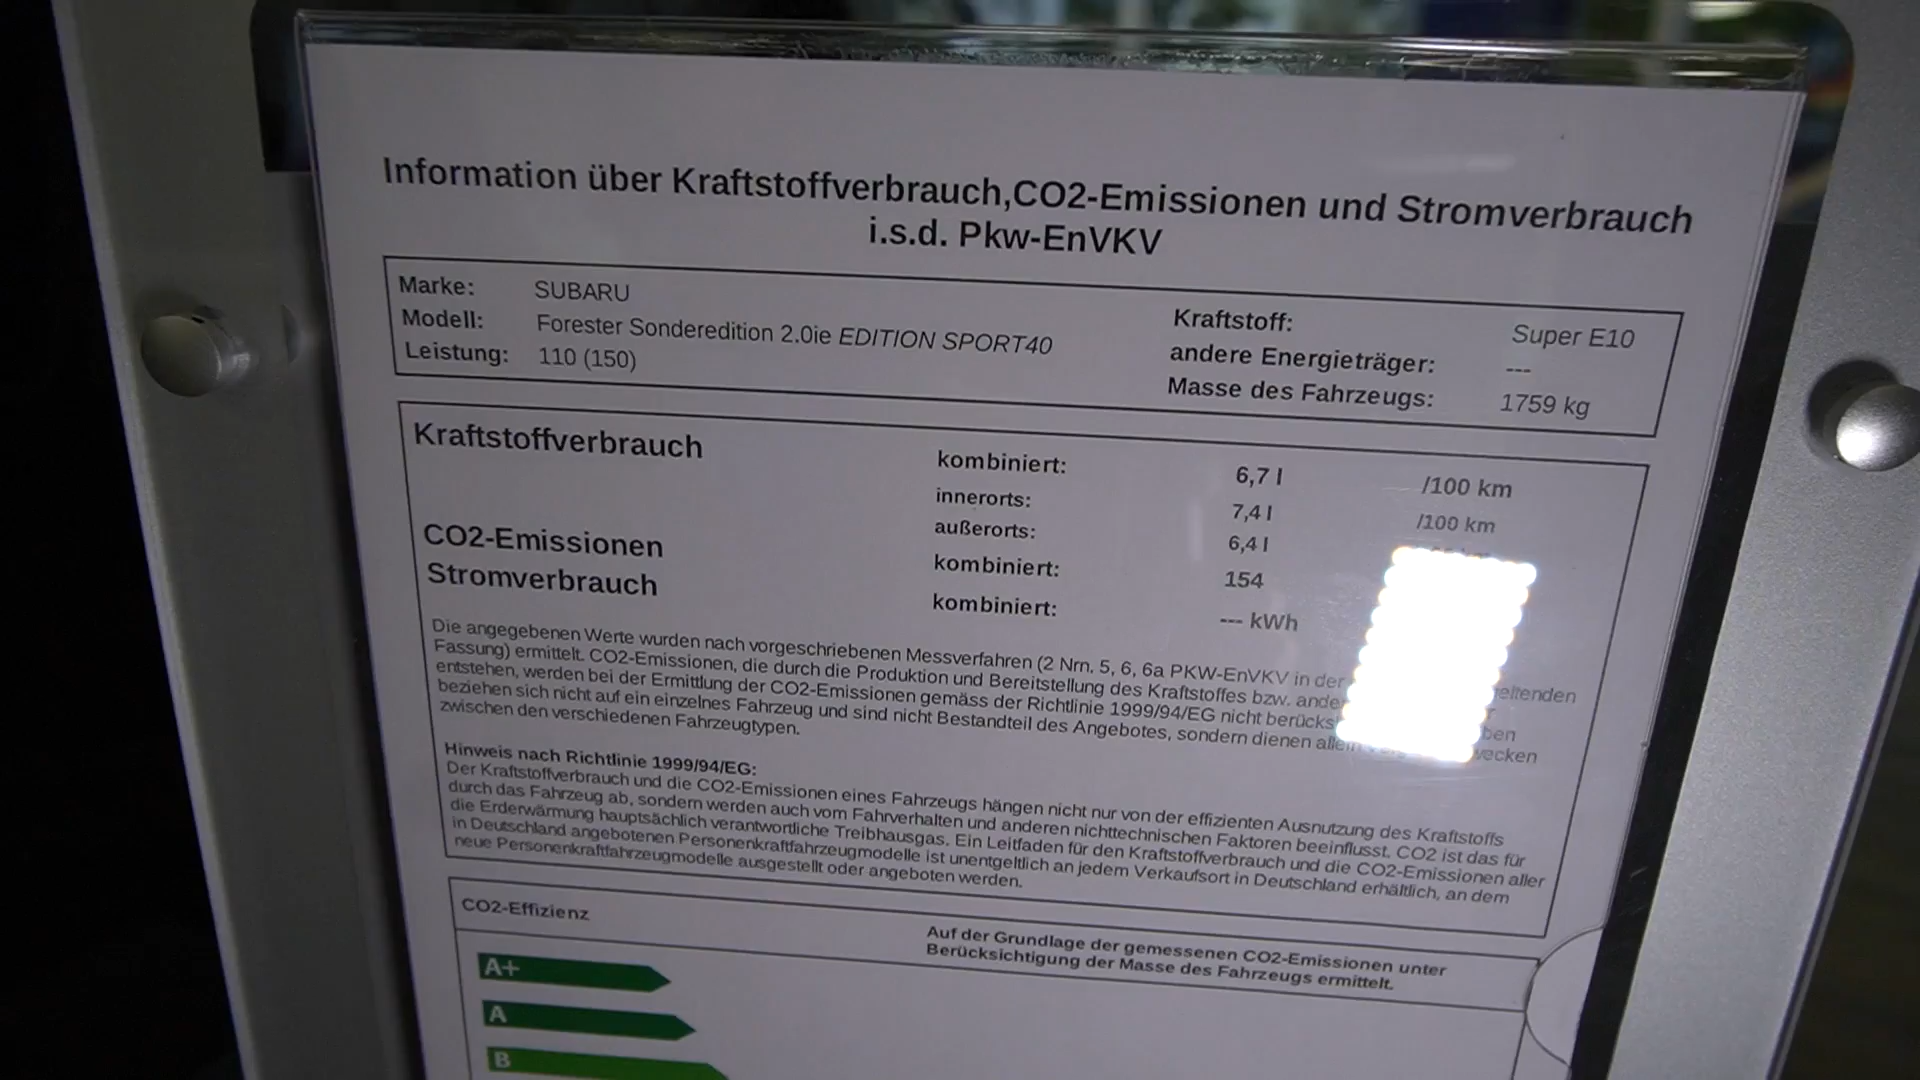 Information über Kraftstoffverbrauch,CO2-Emissionen und Stromverbrauch
i.s.d. Pkw-EnVKV
Marke: SUBARU
Modell: Forester Sonderedition 2.0ie EDITION SPORT40
Leistung: 110 (150)
Kraftstoff: Super E10
andere Energieträger: ---
Masse des Fahrzeugs: 1759 kg
Kraftstoffverbrauch kombiniert: 6,7 l /100 km
innerorts: 7,4 l /100 km
außerorts: 6,4 l
CO2-Emissionen kombiniert: 154
Stromverbrauch kombiniert: --- kWh
Die angegebenen Werte wurden nach vorgeschriebenen Messverfahren (2 Nrn. 5, 6, 6a PKW-EnVKV in der
Fassung) ermittelt. CO2-Emissionen, die durch die Produktion und Bereitstellung des Kraftstoffes bzw.
entstehen, werden bei der Ermittlung der CO2-Emissionen gemäss der Richtlinie 1999/94/EG nicht
beziehen sich nicht auf ein einzelnes Fahrzeug und sind nicht Bestandteil des Angebotes, sondern dienen allein
zwischen den verschiedenen Fahrzeugtypen.
Hinweis nach Richtlinie 1999/94/EG:
Der Kraftstoffverbrauch und die CO2-Emissionen eines Fahrzeugs hängen nicht nur von der effizienten Ausnutzung des Kraftstoffs
durch das Fahrzeug ab, sondern werden auch vom Fahrverhalten und anderen nichttechnischen Faktoren beeinflusst. CO2 ist das für
die Erderwärmung hauptsächlich verantwortliche Treibhausgas. Ein Leitfaden für den Kraftstoffverbrauch und die CO2-Emissionen aller
in Deutschland angebotenen Personenkraftfahrzeugmodelle ist unentgeltlich an jedem Verkaufsort in Deutschland erhältlich, an dem
neue Personenkraftfahrzeugmodelle ausgestellt oder angeboten werden.
CO2-Effizienz
Auf der Grundlage der gemessenen CO2-Emissionen unter
Berücksichtigung der Masse des Fahrzeugs ermittelt.
A+
A
B